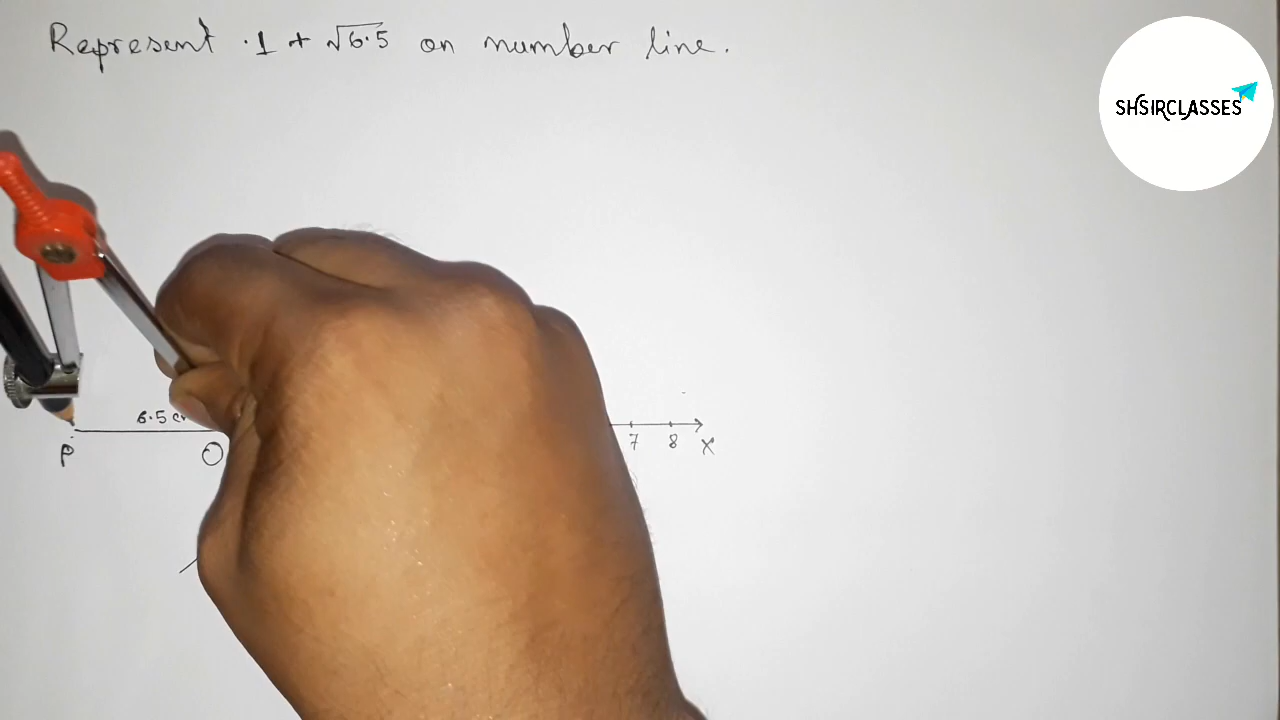 Represent .1 + √6.5 on number line.
SHSIRCLASSES
6.5 c
7 8 X
P O